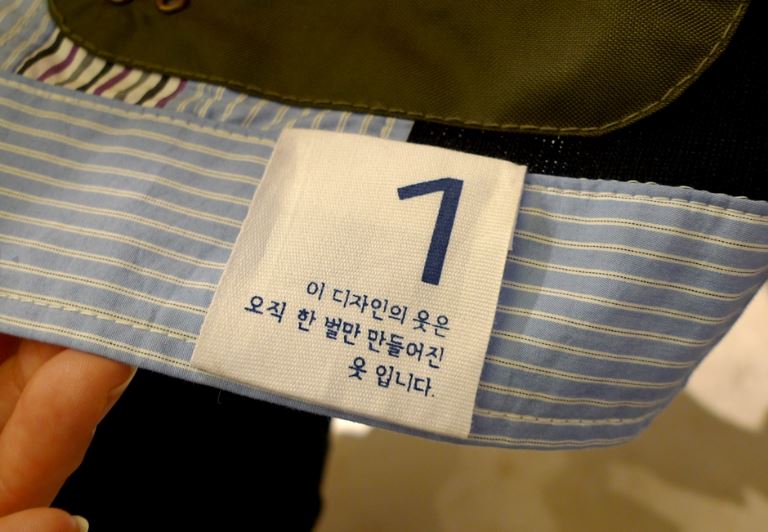 1
이 디자인의 옷은
오직 한 벌만 만들어진
옷 입니다.